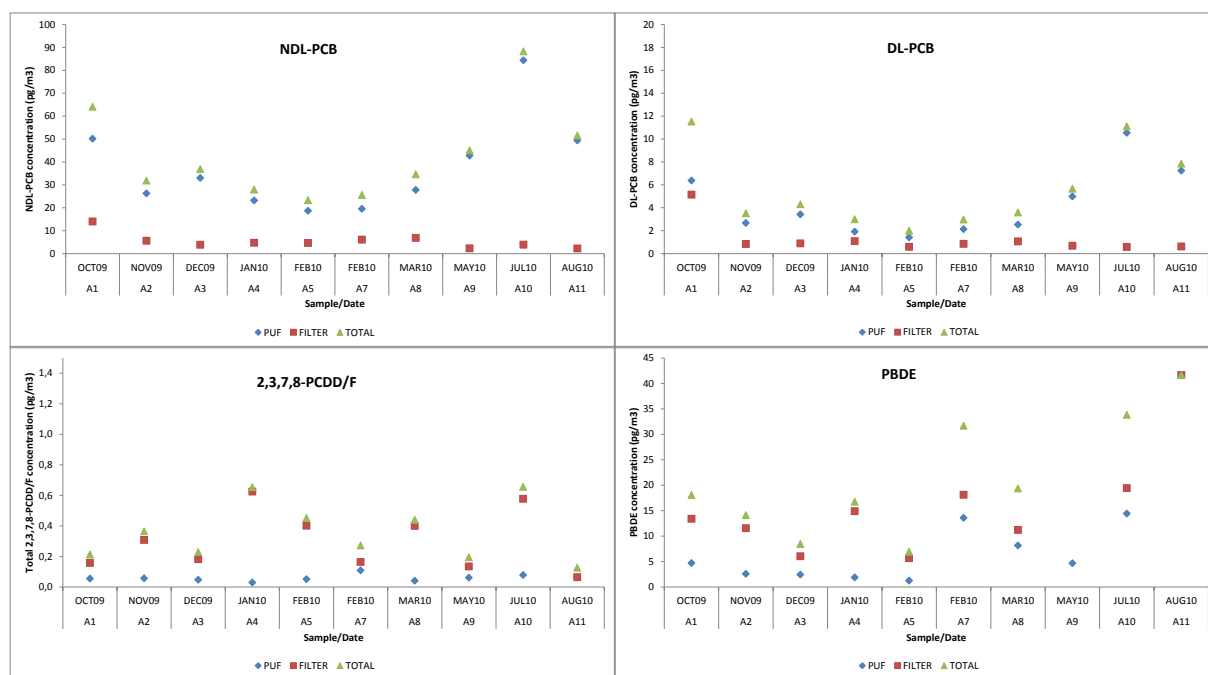 NDL-PCB
NDL-PCB concentration (pg/m3)
100
90
80
70
60
50
40
30
20
10
0
OCT09 NOV09 DEC09 JAN10 FEB10 FEB10 MAR10 MAY10 JUL10 AUG10
A1 A2 A3 A4 A5 A7 A8 A9 A10 A11
Sample/Date
PUF FILTER TOTAL
DL-PCB
DL-PCB concentration (pg/m3)
20
18
16
14
12
10
8
6
4
2
0
OCT09 NOV09 DEC09 JAN10 FEB10 FEB10 MAR10 MAY10 JUL10 AUG10
A1 A2 A3 A4 A5 A7 A8 A9 A10 A11
Sample/Date
PUF FILTER TOTAL
2,3,7,8-PCDD/F
Total 2,3,7,8-PCDD/F concentration (pg/m3)
1,4
1,2
1,0
0,8
0,6
0,4
0,2
0,0
OCT09 NOV09 DEC09 JAN10 FEB10 FEB10 MAR10 MAY10 JUL10 AUG10
A1 A2 A3 A4 A5 A7 A8 A9 A10 A11
Sample/Date
PUF FILTER TOTAL
PBDE
PBDE concentration (pg/m3)
45
40
35
30
25
20
15
10
5
0
OCT09 NOV09 DEC09 JAN10 FEB10 FEB10 MAR10 MAY10 JUL10 AUG10
A1 A2 A3 A4 A5 A7 A8 A9 A10 A11
Sample/Date
PUF FILTER TOTAL